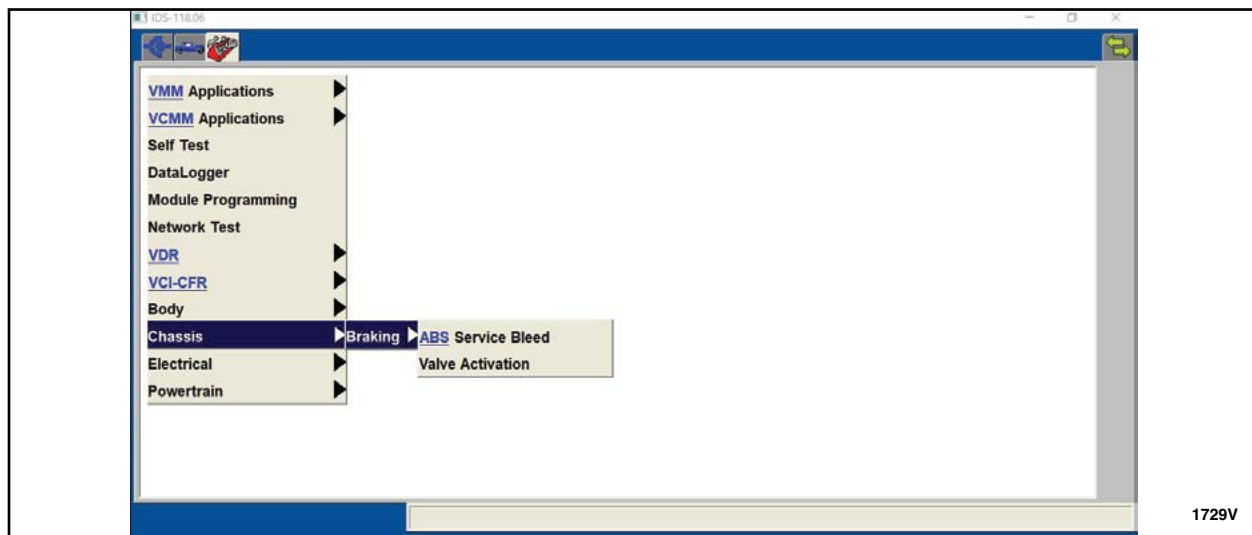 IDS-118.06
VMM Applications
VCMM Applications
Self Test
DataLogger
Module Programming
Network Test
VDR
VCI-CFR
Body
Chassis Braking ABS Service Bleed
Electrical Valve Activation
Powertrain
1729V